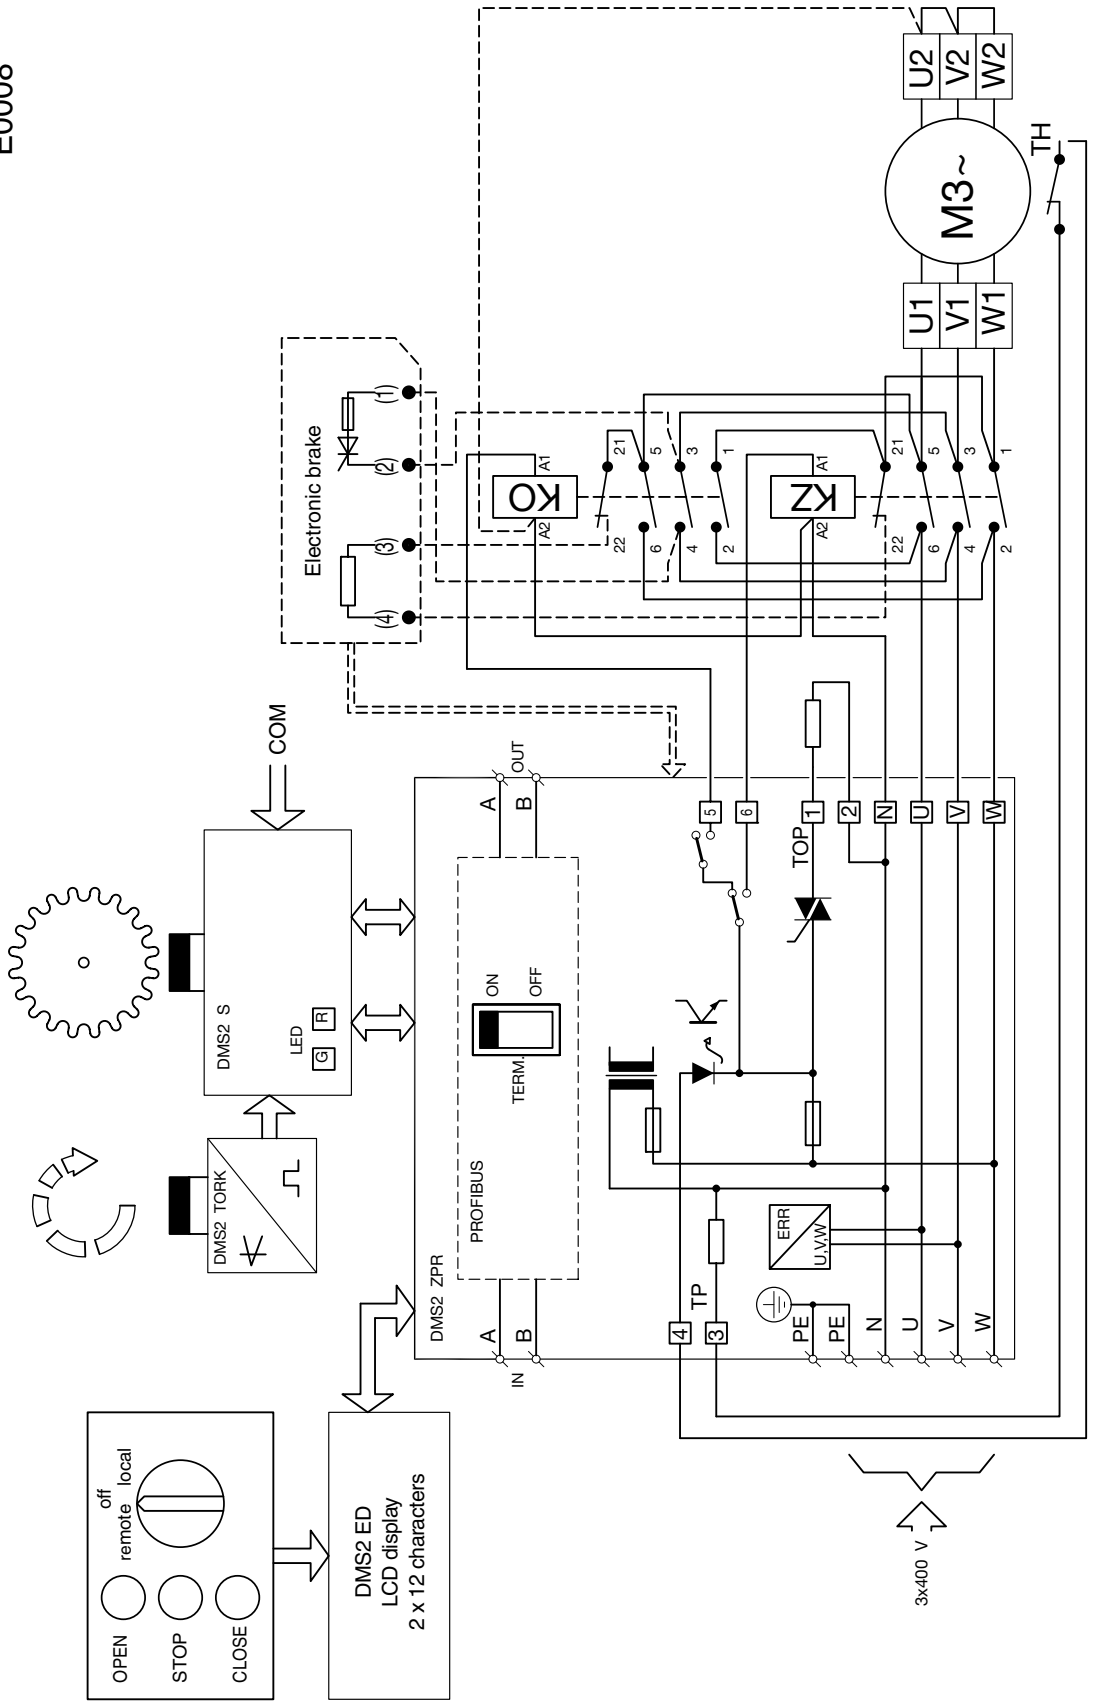 E0008
OPEN
STOP
CLOSE
off
remote
local
DMS2 ED
LCD display
2 x 12 characters
DMS2 TORK
DMS2 S
LED
G
R
COM
Electronic brake
(4)
(3)
(2)
(1)
DMS2 ZPR
PROFIBUS
TERM.
ON
OFF
IN
A
B
A
B
OUT
4
3
TP
5
6
TOP
1
2
N
U
V
W
ERR
U,V,W
PE
PE
N
U
V
W
3x400 V
KO
A2
A1
22
21
6
5
4
3
2
1
KZ
A2
A1
22
21
6
5
4
3
2
1
U1
V1
W1
M3~
U2
V2
W2
TH